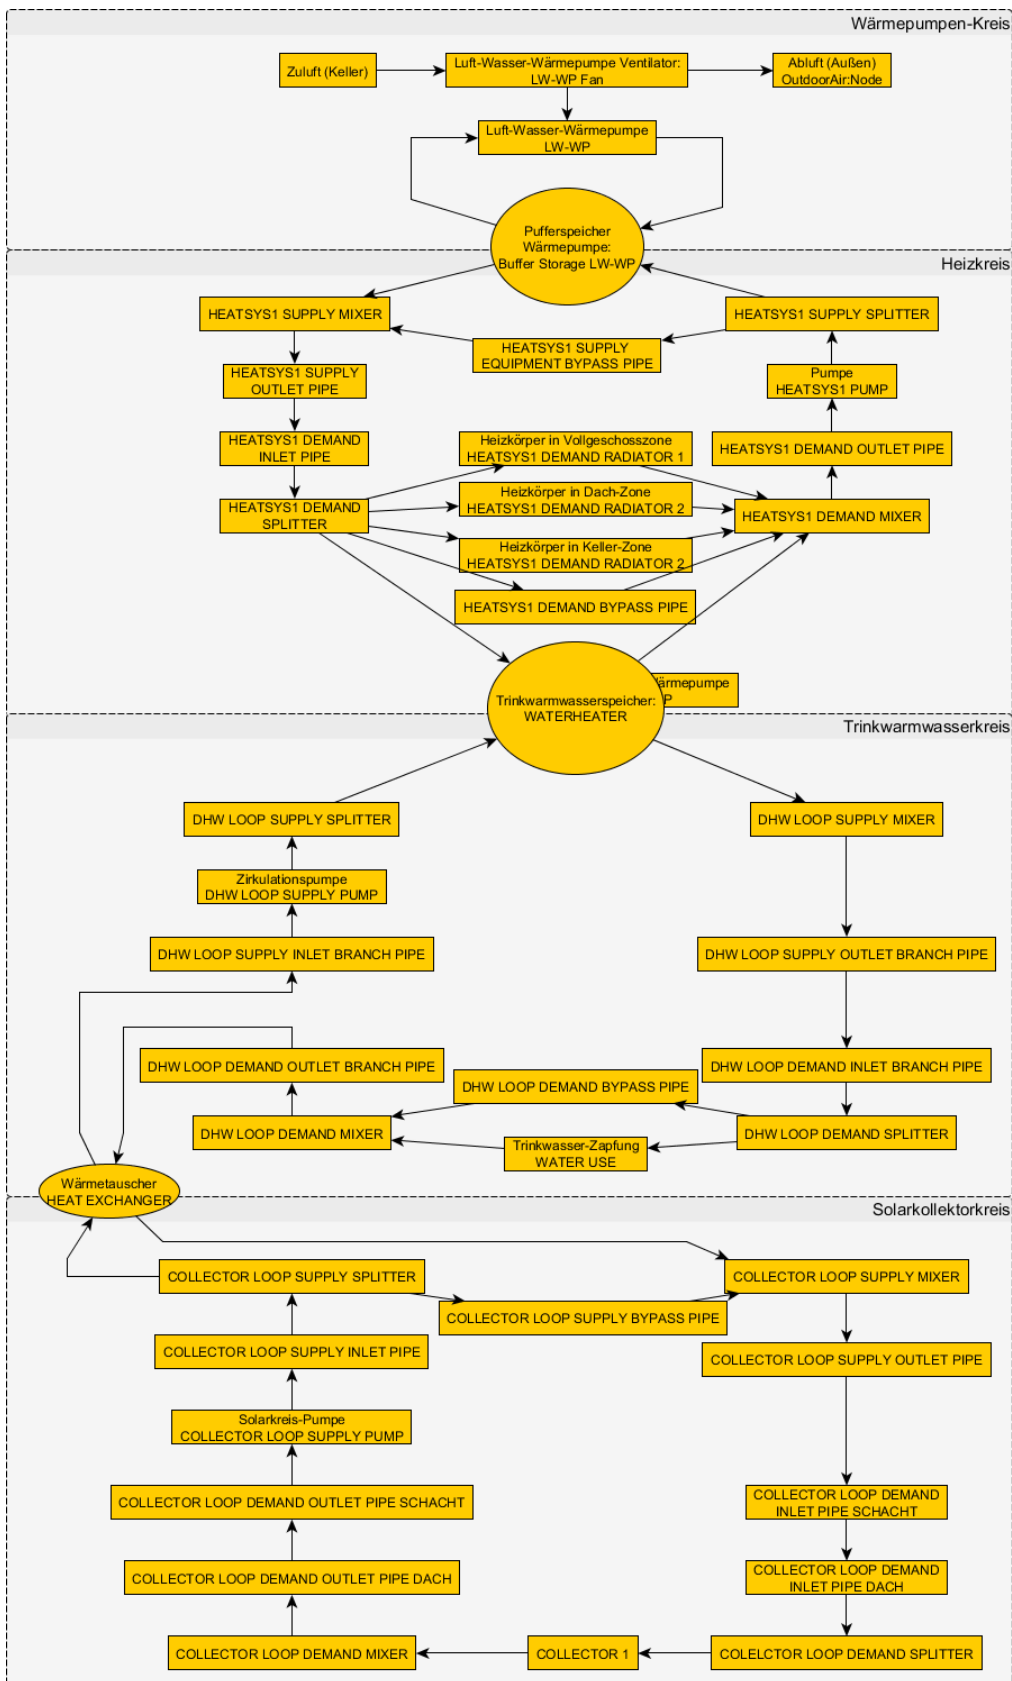 Wärmepumpen-Kreis
Zuluft (Keller)
Luft-Wasser-Wärmepumpe Ventilator:
LW-WP Fan
Abluft (Außen)
OutdoorAir:Node
Luft-Wasser-Wärmepumpe
LW-WP
Pufferspeicher
Wärmepumpe:
Buffer Storage LW-WP
Heizkreis
HEATSYS1 SUPPLY MIXER
HEATSYS1 SUPPLY SPLITTER
HEATSYS1 SUPPLY
EQUIPMENT BYPASS PIPE
HEATSYS1 SUPPLY
OUTLET PIPE
Pumpe
HEATSYS1 PUMP
HEATSYS1 DEMAND
INLET PIPE
Heizkörper in Vollgeschosszone
HEATSYS1 DEMAND RADIATOR 1
HEATSYS1 DEMAND OUTLET PIPE
HEATSYS1 DEMAND
SPLITTER
Heizkörper in Dach-Zone
HEATSYS1 DEMAND RADIATOR 2
HEATSYS1 DEMAND MIXER
Heizkörper in Keller-Zone
HEATSYS1 DEMAND RADIATOR 2
HEATSYS1 DEMAND BYPASS PIPE
Trinkwarmwasserspeicher:
WATERHEATER
ärmepumpe
P
Trinkwarmwasserkreis
DHW LOOP SUPPLY SPLITTER
DHW LOOP SUPPLY MIXER
Zirkulationspumpe
DHW LOOP SUPPLY PUMP
DHW LOOP SUPPLY INLET BRANCH PIPE
DHW LOOP SUPPLY OUTLET BRANCH PIPE
DHW LOOP DEMAND OUTLET BRANCH PIPE
DHW LOOP DEMAND INLET BRANCH PIPE
DHW LOOP DEMAND BYPASS PIPE
DHW LOOP DEMAND MIXER
DHW LOOP DEMAND SPLITTER
Trinkwasser-Zapfung
WATER USE
Wärmetauscher
HEAT EXCHANGER
Solarkollektorkreis
COLLECTOR LOOP SUPPLY SPLITTER
COLLECTOR LOOP SUPPLY MIXER
COLLECTOR LOOP SUPPLY BYPASS PIPE
COLLECTOR LOOP SUPPLY INLET PIPE
COLLECTOR LOOP SUPPLY OUTLET PIPE
Solarkreis-Pumpe
COLLECTOR LOOP SUPPLY PUMP
COLLECTOR LOOP DEMAND OUTLET PIPE SCHACHT
COLLECTOR LOOP DEMAND
INLET PIPE SCHACHT
COLLECTOR LOOP DEMAND OUTLET PIPE DACH
COLLECTOR LOOP DEMAND
INLET PIPE DACH
COLLECTOR LOOP DEMAND MIXER
COLLECTOR 1
COLELCTOR LOOP DEMAND SPLITTER